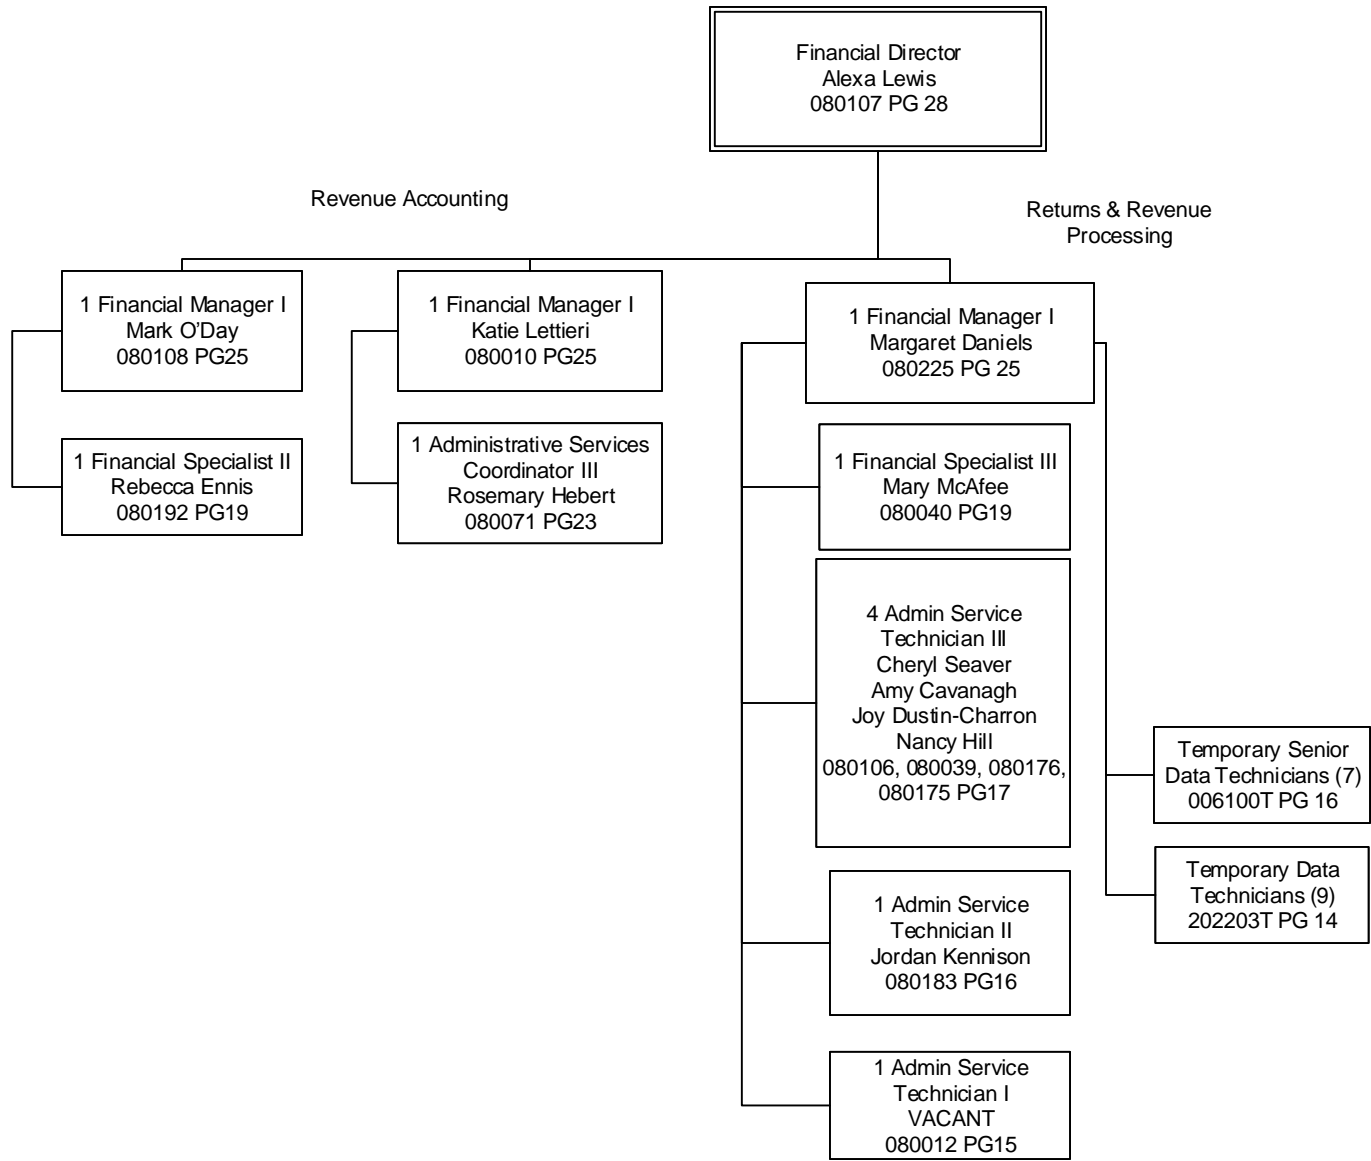 Financial Director
Alexa Lewis
080107 PG 28
Revenue Accounting
Returns & Revenue
Processing
1 Financial Manager I
Mark O’Day
080108 PG25
1 Financial Manager I
Katie Lettieri
080010 PG25
1 Financial Manager I
Margaret Daniels
080225 PG 25
1 Financial Specialist II
Rebecca Ennis
080192 PG19
1 Administrative Services
Coordinator III
Rosemary Hebert
080071 PG23
1 Financial Specialist III
Mary McAfee
080040 PG19
4 Admin Service
Technician III
Cheryl Seaver
Amy Cavanagh
Joy Dustin-Charron
Nancy Hill
080106, 080039, 080176,
080175 PG17
Temporary Senior
Data Technicians (7)
006100T PG 16
Temporary Data
Technicians (9)
202203T PG 14
1 Admin Service
Technician II
Jordan Kennison
080183 PG16
1 Admin Service
Technician I
VACANT
080012 PG15